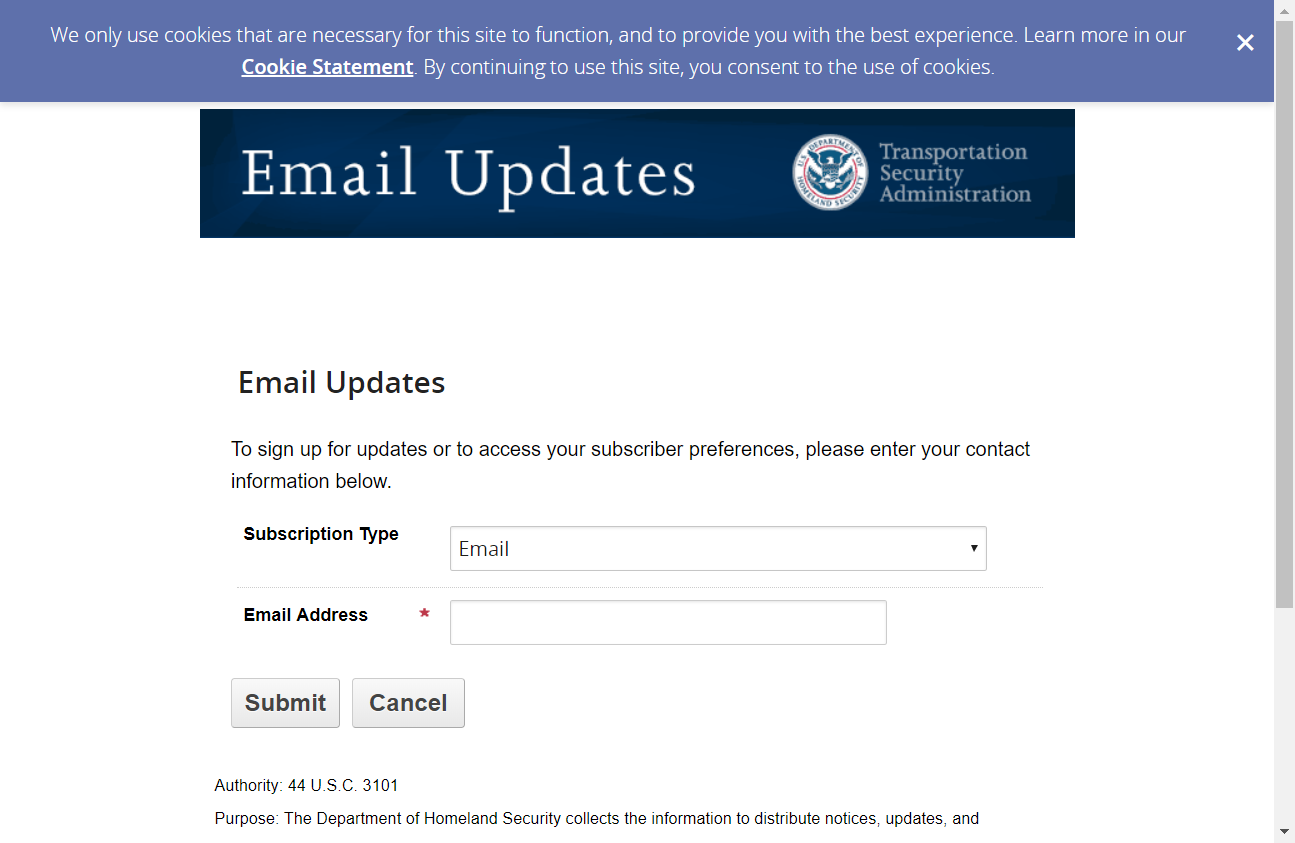 We only use cookies that are necessary for this site to function, and to provide you with the best experience. Learn more in our
Cookie Statement. By continuing to use this site, you consent to the use of cookies.
Email Updates
Transportation
Security
Administration
U.S. DEPARTMENT OF
HOMELAND SECURITY
Email Updates
To sign up for updates or to access your subscriber preferences, please enter your contact
information below.
Subscription Type
Email
Email Address *
Submit Cancel
Authority: 44 U.S.C. 3101
Purpose: The Department of Homeland Security collects the information to distribute notices, updates, and